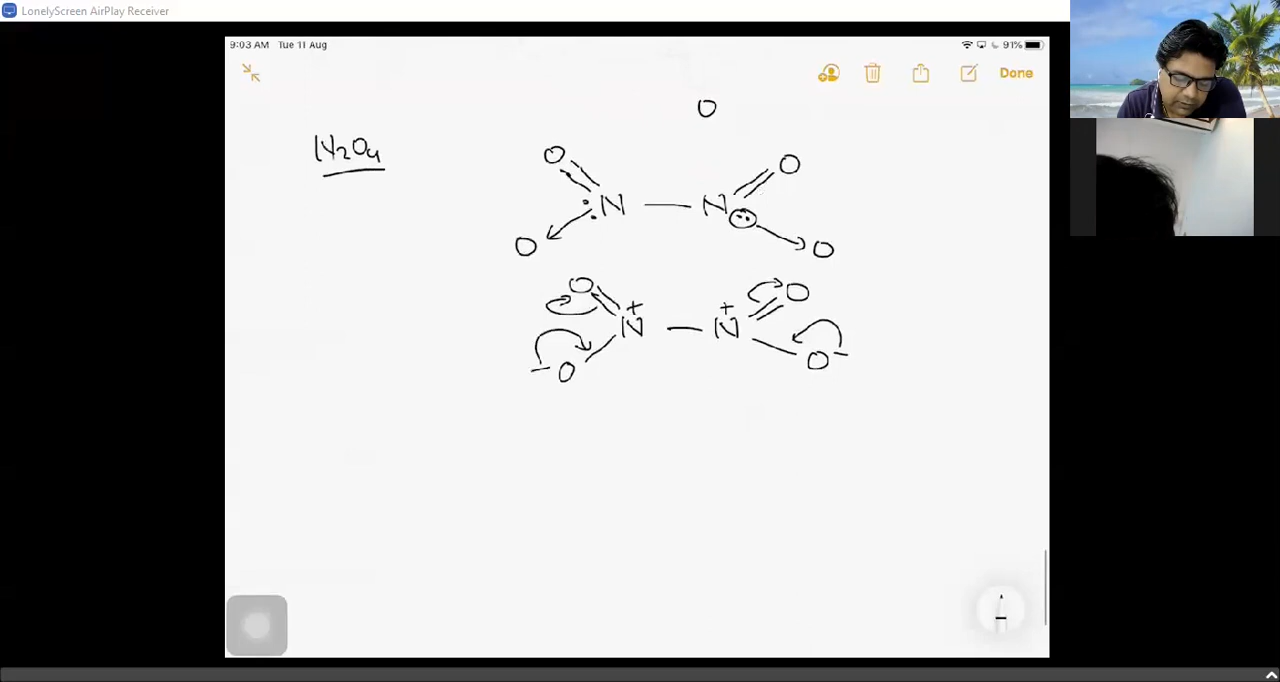 LonelyScreen AirPlay Receiver
9:03 AM Tue 11 Aug
91%
Done
O
N2O4
O O
N — N
O O
O + + O
N — N
- O O -